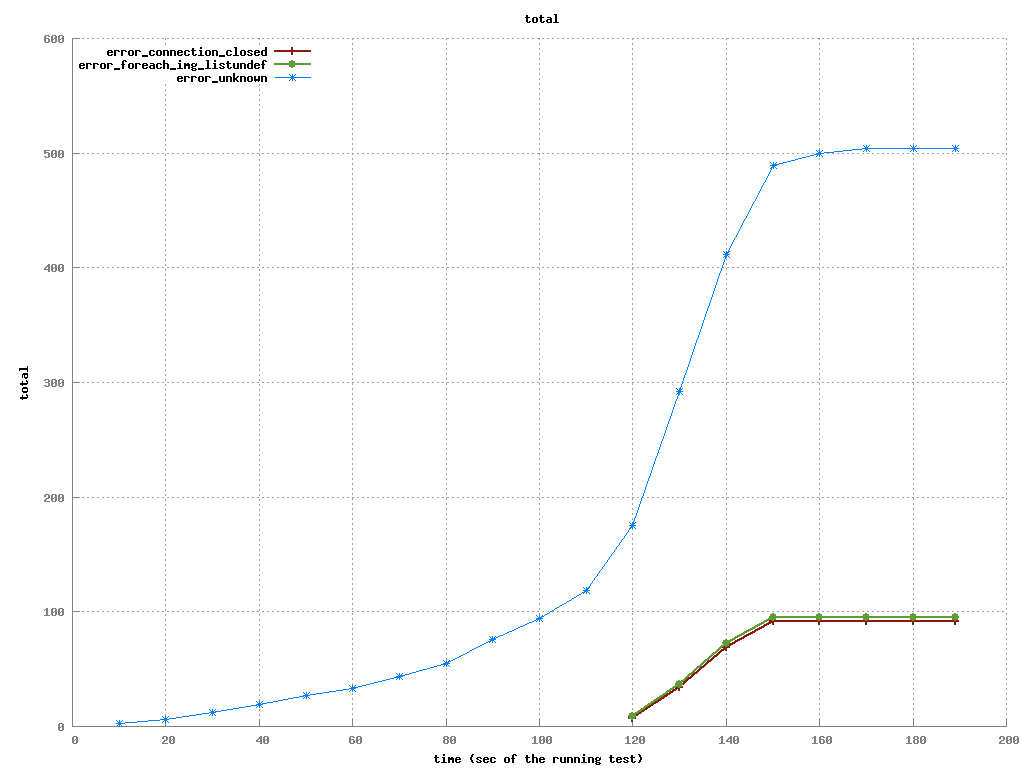 total
600
error_connection_closed
error_foreach_img_listundef
error_unknown
500
400
300
total
200
100
0
0 20 40 60 80 100 120 140 160 180 200
time (sec of the running test)